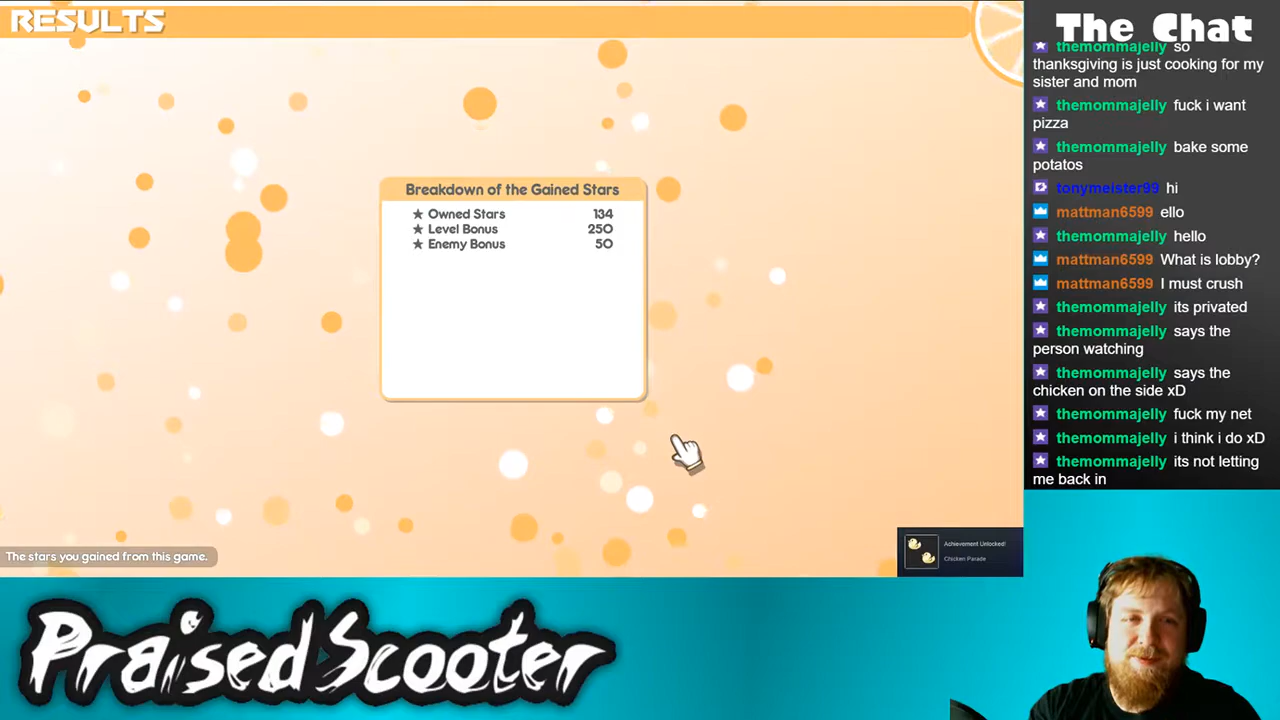 RESULTS
Breakdown of the Gained Stars
★ Owned Stars 134
★ Level Bonus 250
★ Enemy Bonus 50
The stars you gained from this game.
Achievement Unlocked!
Chicken Parade
The Chat
themommajelly so
thanksgiving is just cooking for my
sister and mom
themommajelly fuck i want
pizza
themommajelly bake some
potatos
tonymeister99 hi
mattman6599 ello
themommajelly hello
mattman6599 What is lobby?
mattman6599 I must crush
themommajelly its privated
themommajelly says the
person watching
themommajelly says the
chicken on the side xD
themommajelly fuck my net
themommajelly i think i do xD
themommajelly its not letting
me back in
PraisedScooter